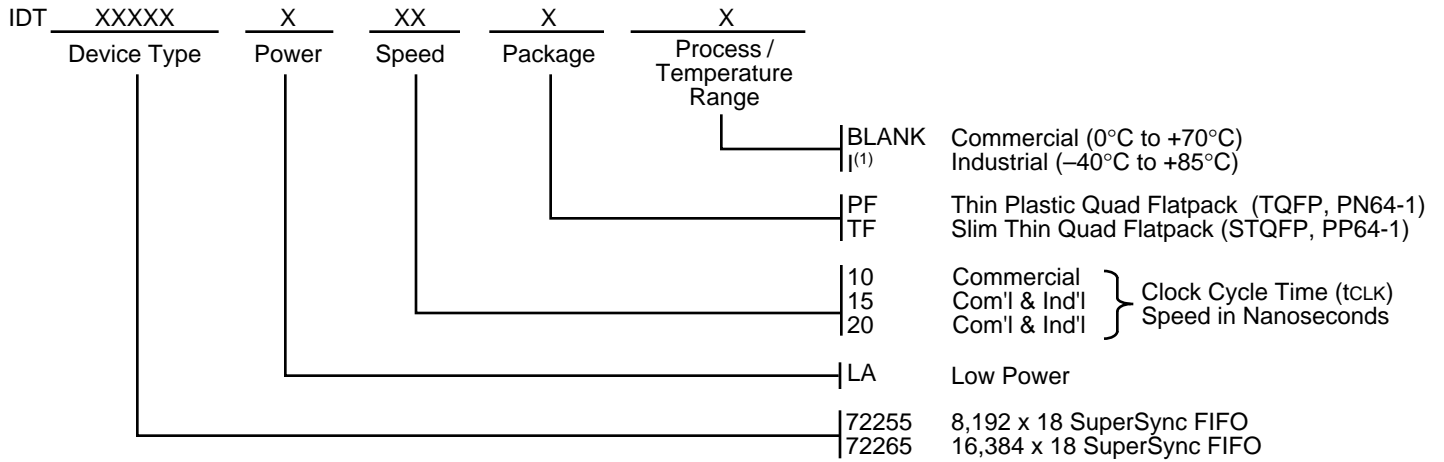 IDT XXXXX X XX X X
Device Type Power Speed Package Process / Temperature Range
BLANK Commercial (0°C to +70°C)
I(1) Industrial (–40°C to +85°C)
PF Thin Plastic Quad Flatpack (TQFP, PN64-1)
TF Slim Thin Quad Flatpack (STQFP, PP64-1)
10 Commercial
15 Com'l & Ind'l
20 Com'l & Ind'l
Clock Cycle Time (tCLK)
Speed in Nanoseconds
LA Low Power
72255 8,192 x 18 SuperSync FIFO
72265 16,384 x 18 SuperSync FIFO